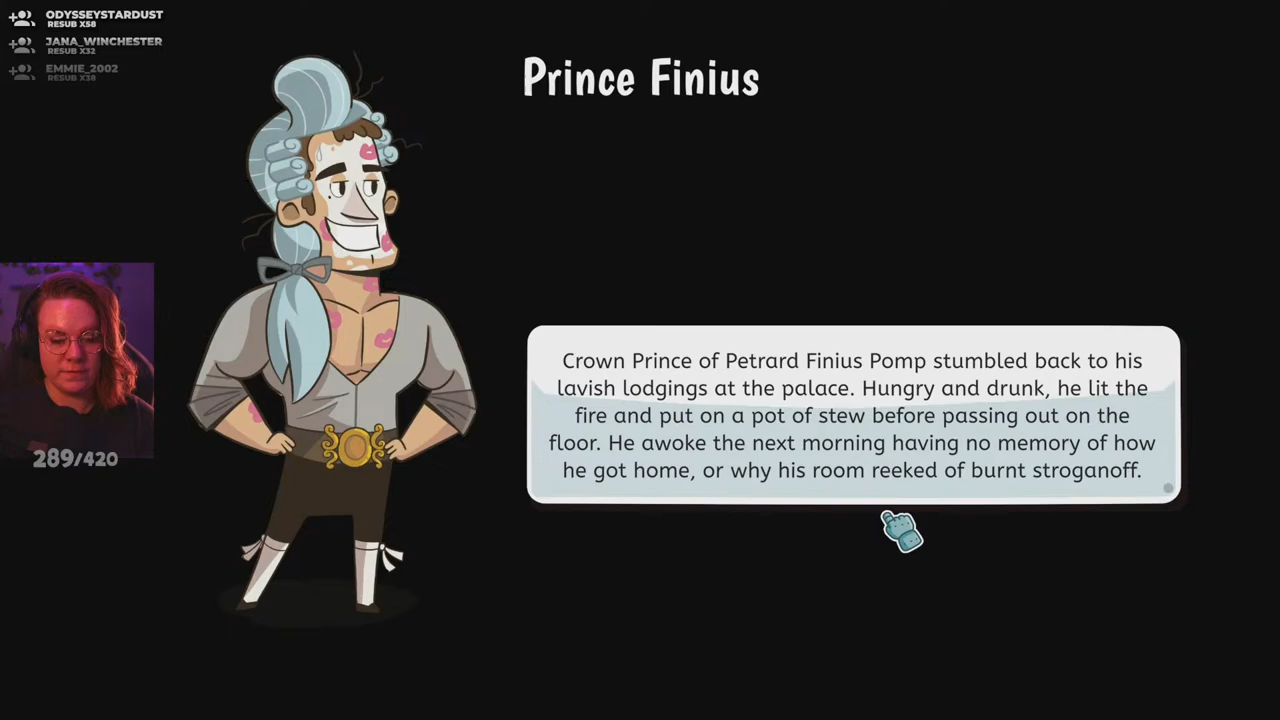 ODYSSEYSTARDUST
RESUB X58
JANA_WINCHESTER
RESUB X32
EMMIE_2002
RESUB X38
Prince Finius
Crown Prince of Petrard Finius Pomp stumbled back to his
lavish lodgings at the palace. Hungry and drunk, he lit the
fire and put on a pot of stew before passing out on the
floor. He awoke the next morning having no memory of how
he got home, or why his room reeked of burnt stroganoff.
289/420